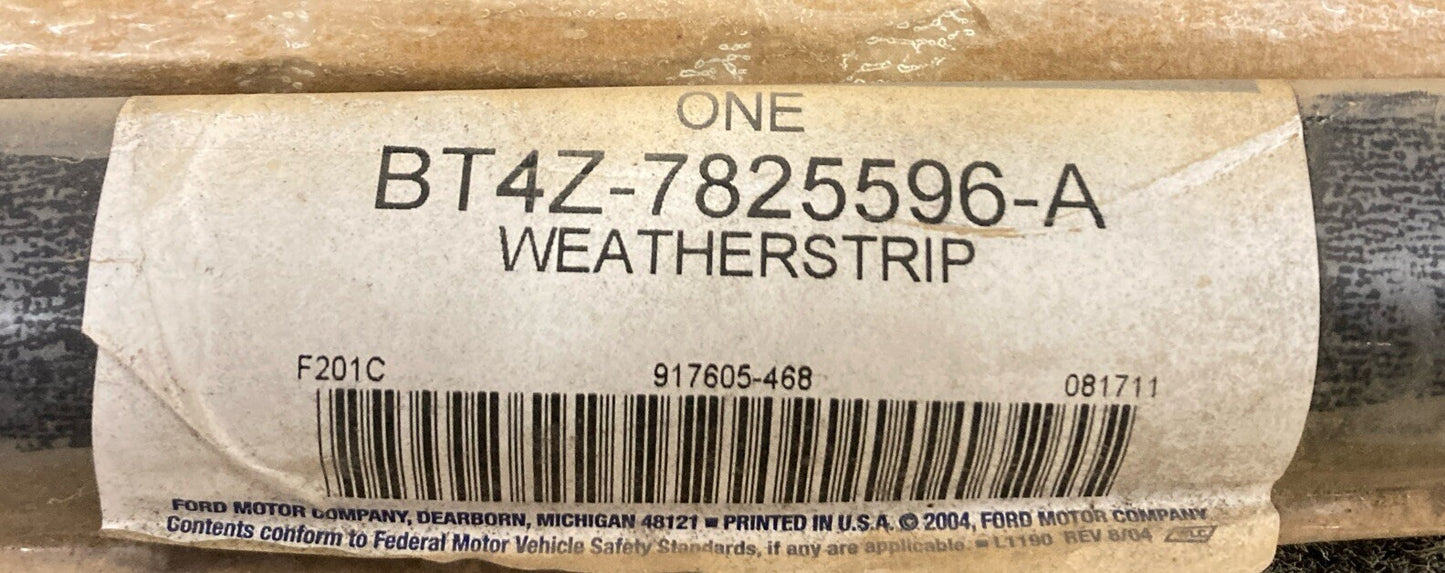 ONE
BT4Z-7825596-A
WEATHERSTRIP
F201C 917605-468 081711
FORD MOTOR COMPANY, DEARBORN, MICHIGAN 48121 ▪ PRINTED IN U.S.A. © 2004, FORD MOTOR COMPANY
Contents conform to Federal Motor Vehicle Safety Standards, if any are applicable. ▪ L1190 REV 8/04